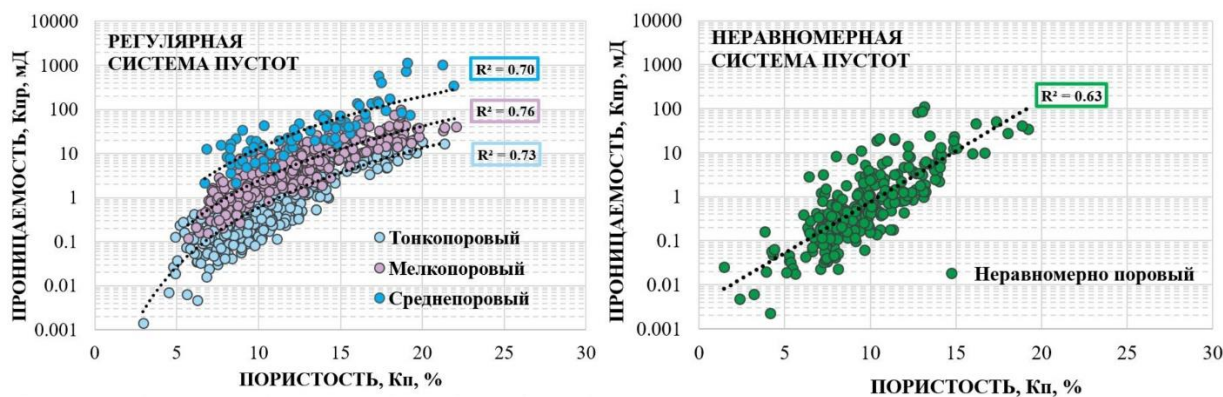 РЕГУЛЯРНАЯ
СИСТЕМА ПУСТОТ
ПРОНИЦАЕМОСТЬ, Кпр, мД
10000
1000
100
10
1
0.1
0.01
0.001
R² = 0.70
R² = 0.76
R² = 0.73
Тонкопоровый
Мелкопоровый
Среднепоровый
0 5 10 15 20 25 30
ПОРИСТОСТЬ, Кп, %
НЕРАВНОМЕРНАЯ
СИСТЕМА ПУСТОТ
ПРОНИЦАЕМОСТЬ, Кпр, мД
10000
1000
100
10
1
0.1
0.01
0.001
R² = 0.63
Неравномерно поровый
0 5 10 15 20 25 30
ПОРИСТОСТЬ, Кп, %